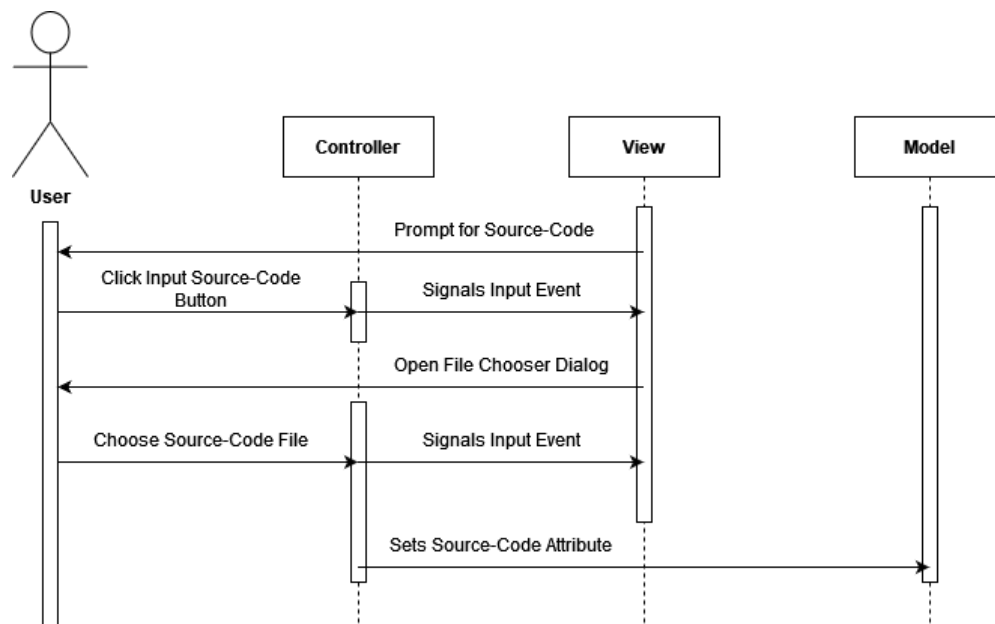 Controller
View
Model
User
Prompt for Source-Code
Click Input Source-Code
Button
Signals Input Event
Open File Chooser Dialog
Choose Source-Code File
Signals Input Event
Sets Source-Code Attribute